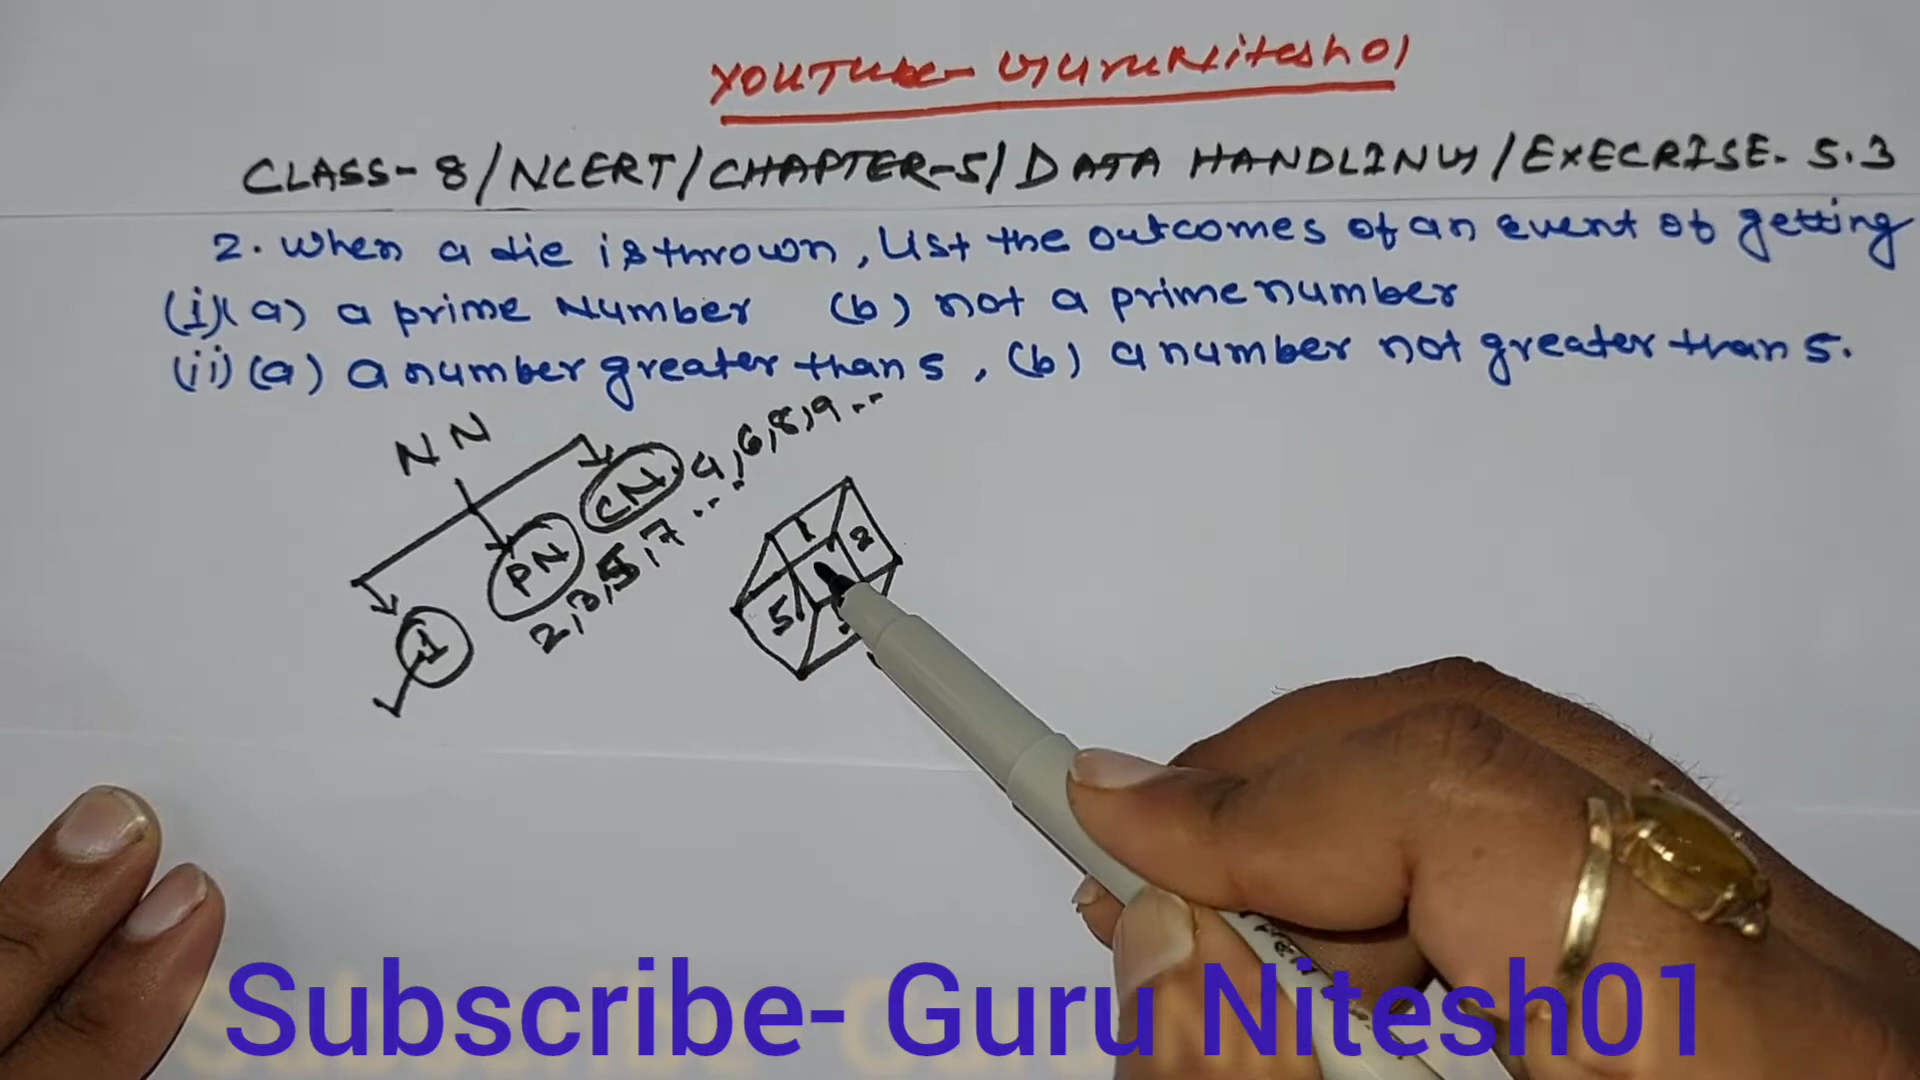 YOUTube- GuruNitesh01
CLASS-8/NCERT/CHAPTER-5/DATA HANDLING/EXECRISE-5.3
2. When a die is thrown, List the outcomes of an event of getting
(i)(a) a prime Number (b) not a prime number
(ii)(a) a number greater than 5, (b) a number not greater than 5.
NN
CN 4,6,8,9...
PN
2,3,5,7...
1
1
2
5
Subscribe- Guru Nitesh01